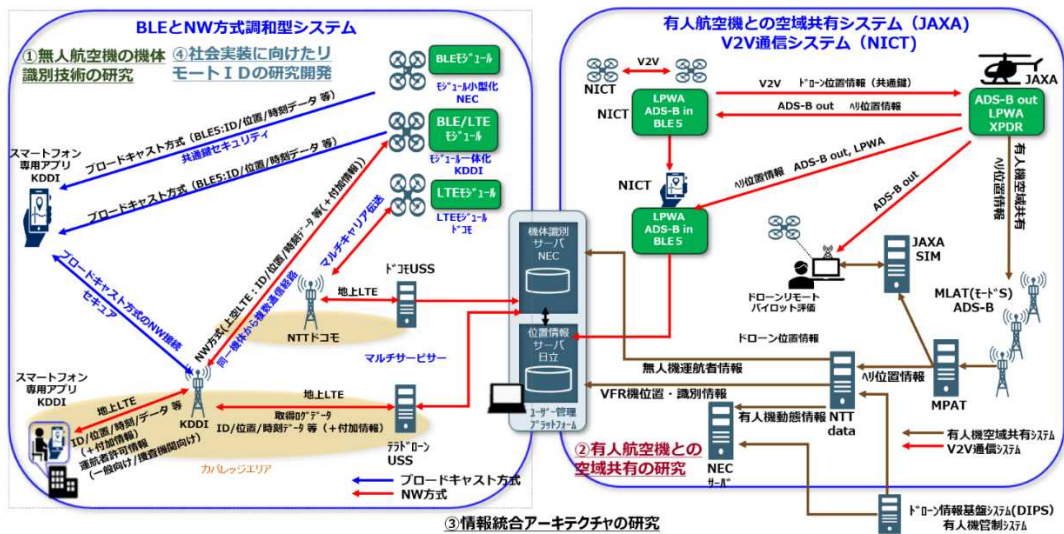 BLEとNW方式調和型システム
①無人航空機の機体
識別技術の研究
④社会実装に向けたリ
モートIDの研究開発
BLEモジュール
モジュール小型化
NEC
BLE/LTE
モジュール
モジュール一体化
KDDI
LTEモジュール
LTEモジュール
ドコモ
スマートフォン
専用アプリ
KDDI
ブロードキャスト方式（BLE5:ID/位置/時刻データ 等）
共通鍵セキュリティ
ブロードキャスト方式（BLE5:ID/位置/時刻データ 等）
NW方式(上空LTE：ID/位置/時刻データ 等(+付加情報))
同一機体から複数通信経路
マルチキャリア伝送
ブロードキャスト方式のNW接続
セキュア
NTTドコモ
地上LTE
ドコモUSS
マルチサービサー
スマートフォン
専用アプリ
KDDI
地上LTE
ID/位置/時刻/データ 等
(+付加情報)
運航者許可情報
(一般向け/捜査機関向け)
KDDI
地上LTE
取得ログデータ
ID/位置/時刻データ 等（+付加情報）
テラドローン
USS
カバレッジエリア
ブロードキャスト方式
NW方式
機体識別
サーバ
NEC
位置情報
サーバ
日立
ユーザー管理
プラットフォーム
③情報統合アーキテクチャの研究
有人航空機との空域共有システム（JAXA）
V2V通信システム（NICT）
V2V
NICT
NICT
NICT
LPWA
ADS-B in
BLE5
V2V ドローン位置情報（共通鍵）
ADS-B out ヘリ位置情報
JAXA
ADS-B out
LPWA
XPDR
NICT
LPWA
ADS-B in
BLE5
ヘリ位置情報 ADS-B out, LPWA
ADS-B out
有人機空域共有
ヘリ位置情報
ドローンリモート
パイロット評価
JAXA
SIM
MLAT(モードS)
ADS-B
ドローン位置情報
無人機運航者情報
ヘリ位置情報
MPAT
VFR機位置・識別情報
有人機動態情報
NTT
data
②有人航空機との
空域共有の研究
NEC
サーバ
有人機空域共有システム
V2V通信システム
ドローン情報基盤システム(DIPS)
有人機管制システム